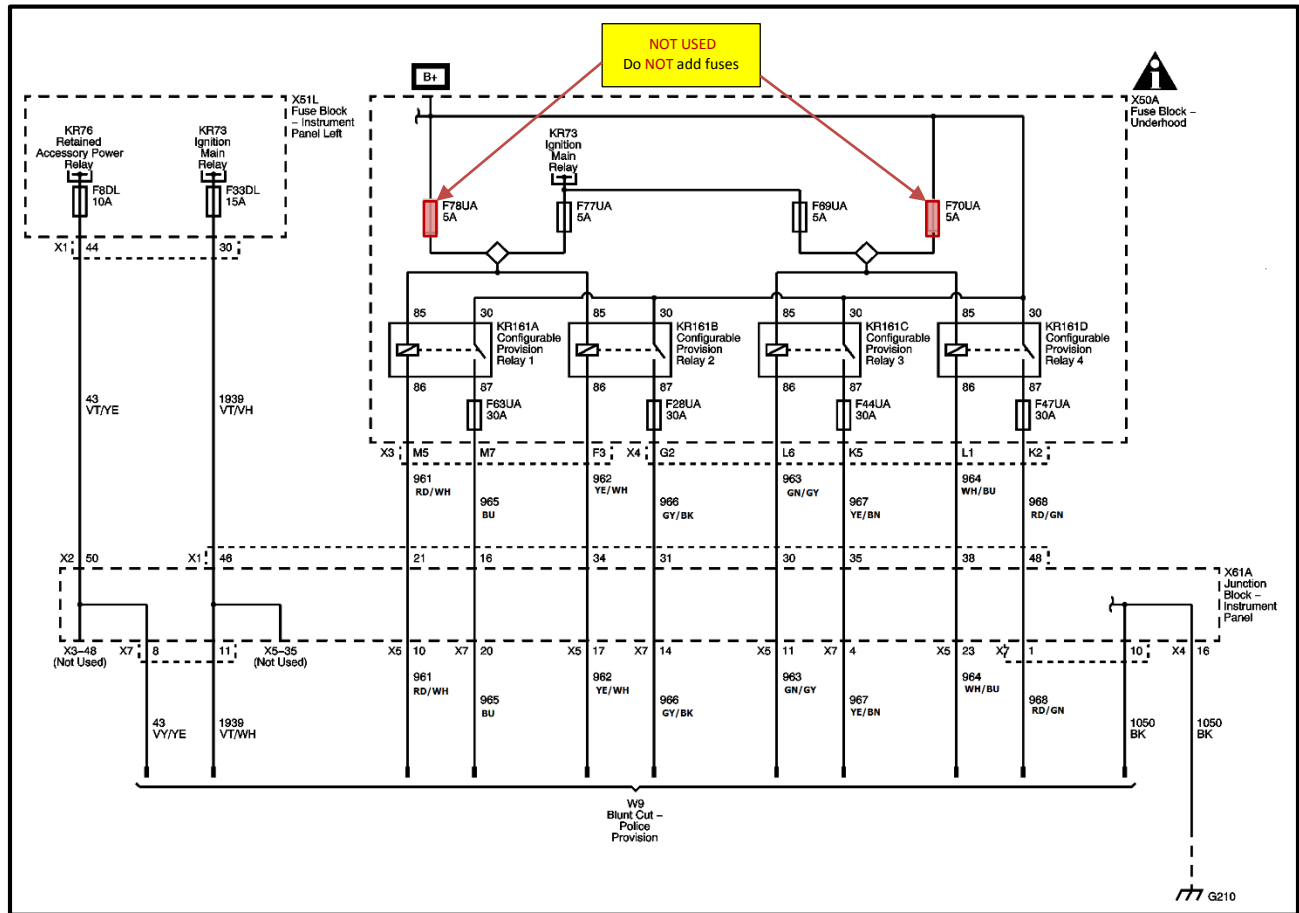 NOT USED
Do NOT add fuses
B+
X51L
Fuse Block –
Instrument
Panel Left
X50A
Fuse Block –
Underhood
KR76
Retained
Accessory Power
Relay
KR73
Ignition
Main
Relay
KR73
Ignition
Main
Relay
F8DL
10A
F33DL
15A
F78UA
5A
F77UA
5A
F69UA
5A
F70UA
5A
X1 44 30
85 30 85 30 85 30 85 30
KR161A
Configurable
Provision
Relay 1
KR161B
Configurable
Provision
Relay 2
KR161C
Configurable
Provision
Relay 3
KR161D
Configurable
Provision
Relay 4
86 87 86 87 86 87 86 87
F63UA
30A
F28UA
30A
F44UA
30A
F47UA
30A
43
VT/YE
1939
VT/VH
X3 M5 M7 F3 X4 G2 L6 K5 L1 K2
961
RD/WH
965
BU
962
YE/WH
966
GY/BK
963
GN/GY
967
YE/BN
964
WH/BU
968
RD/GN
X2 50 X1 46 21 16 34 31 30 35 38 48
X61A
Junction
Block –
Instrument
Panel
X3–48
(Not Used)
X7 8 11
X5–35
(Not Used)
X5 10 X7 20 X5 17 X7 14 X5 11 X7 4 X5 23 X7 1 10 X4 16
961
RD/WH
965
BU
962
YE/WH
966
GY/BK
963
GN/GY
967
YE/BN
964
WH/BU
968
RD/GN
43
VY/YE
1939
VT/WH
1050
BK
1050
BK
W9
Blunt Cut –
Police
Provision
G210